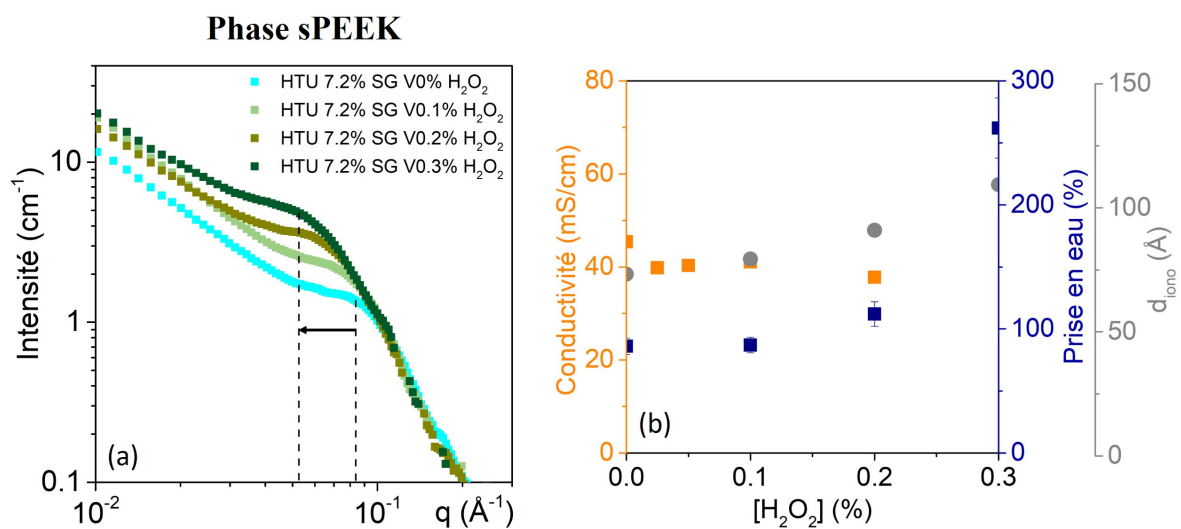 Phase sPEEK
HTU 7.2% SG V0% H₂O₂
HTU 7.2% SG V0.1% H₂O₂
HTU 7.2% SG V0.2% H₂O₂
HTU 7.2% SG V0.3% H₂O₂
10
1
0.1
Intensité (cm⁻¹)
(a)
10⁻²
q (Å⁻¹)
10⁻¹
80
60
40
20
0
Conductivité (mS/cm)
(b)
0.0
0.1
0.2
0.3
[H₂O₂] (%)
300
200
100
0
Prise en eau (%)
150
100
50
0
d_iono (Å)